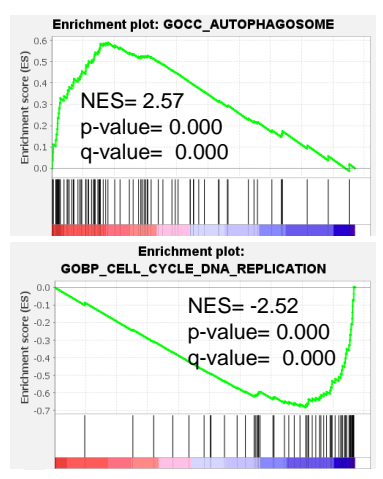 Enrichment plot: GOCC_AUTOPHAGOSOME
Enrichment score (ES)
0.6
0.5
0.4
0.3
0.2
0.1
0.0
NES= 2.57
p-value= 0.000
q-value= 0.000
Enrichment plot:
GOBP_CELL_CYCLE_DNA_REPLICATION
Enrichment score (ES)
0.0
-0.1
-0.2
-0.3
-0.4
-0.5
-0.6
-0.7
NES= -2.52
p-value= 0.000
q-value= 0.000